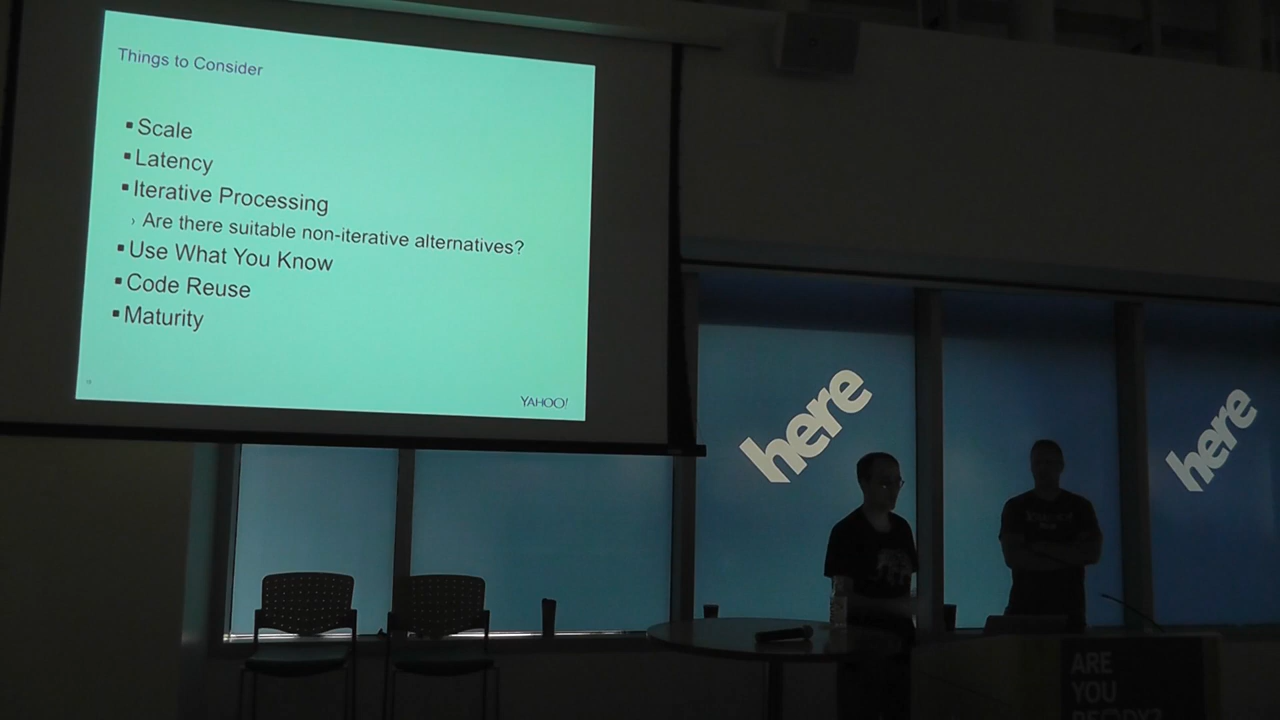 Things to Consider
▪ Scale
▪ Latency
▪ Iterative Processing
› Are there suitable non-iterative alternatives?
▪ Use What You Know
▪ Code Reuse
▪ Maturity
YAHOO!
here
here
ARE
YOU
READY?